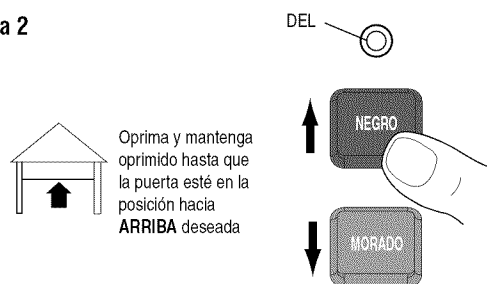 a 2
DEL
NEGRO
Oprima y mantenga
oprimido hasta que
la puerta esté en la
posición hacia
ARRIBA deseada
MORADO